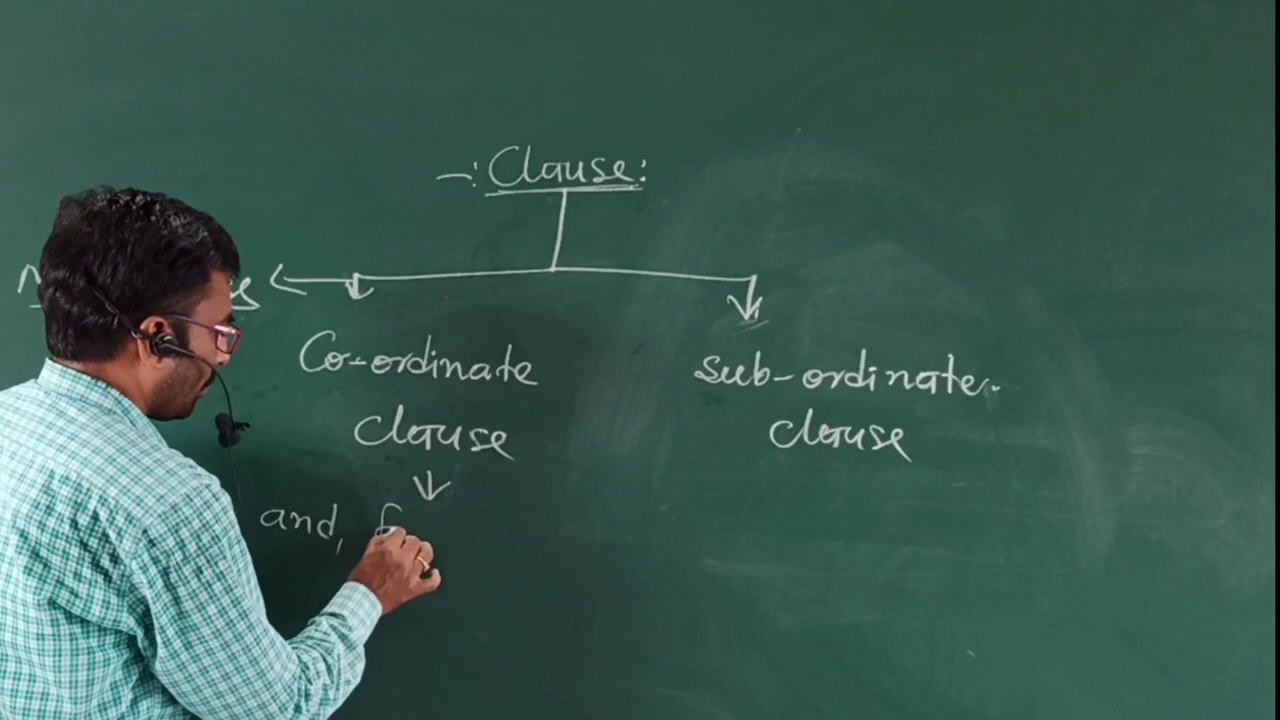 -: Clause:
Co-ordinate
clause
sub-ordinate.
clause
and,